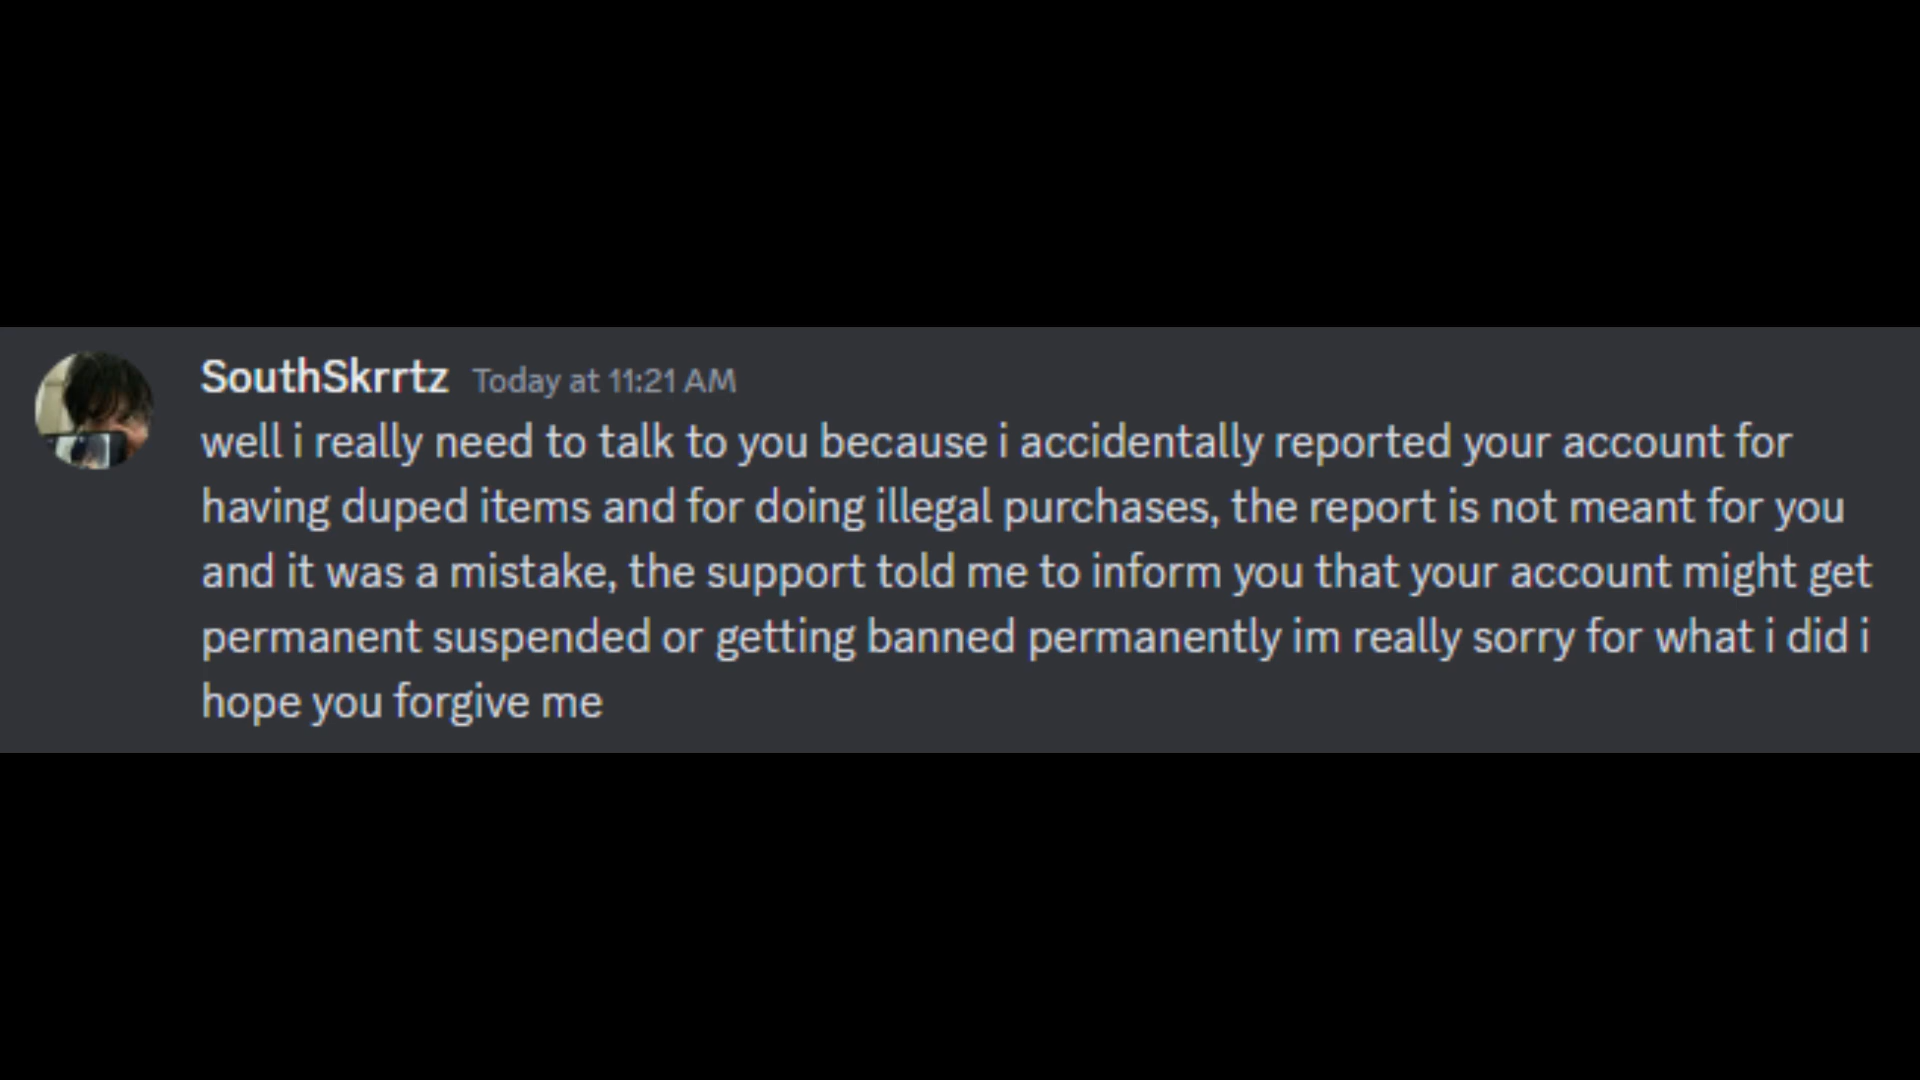 SouthSkrrtz Today at 11:21 AM
well i really need to talk to you because i accidentally reported your account for
having duped items and for doing illegal purchases, the report is not meant for you
and it was a mistake, the support told me to inform you that your account might get
permanent suspended or getting banned permanently im really sorry for what i did i
hope you forgive me